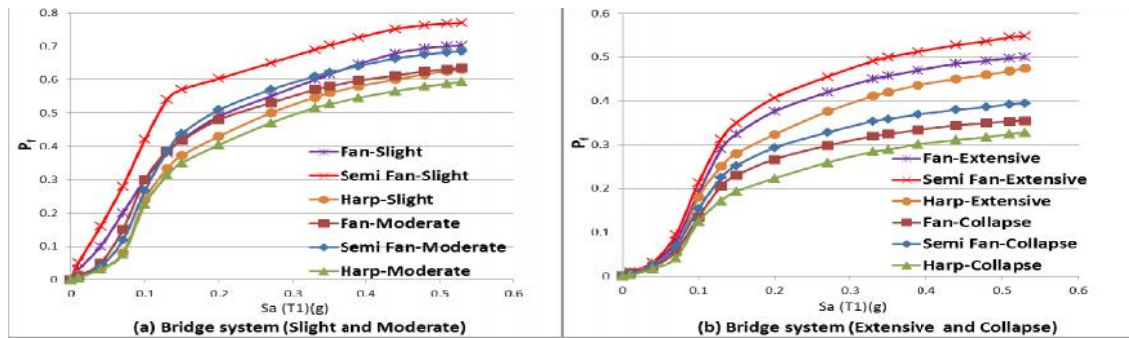 0.8
0.7
0.6
0.5
0.4
0.3
0.2
0.1
0
Pf
0 0.1 0.2 0.3 0.4 0.5 0.6
Sa (T1)(g)
Fan-Slight
Semi Fan-Slight
Harp-Slight
Fan-Moderate
Semi Fan-Moderate
Harp-Moderate
(a) Bridge system (Slight and Moderate)
0.6
0.5
0.4
0.3
0.2
0.1
0.0
Pf
0 0.1 0.2 0.3 0.4 0.5 0.6
Sa (T1)(g)
Fan-Extensive
Semi Fan-Extensive
Harp-Extensive
Fan-Collapse
Semi Fan-Collapse
Harp-Collapse
(b) Bridge system (Extensive and Collapse)